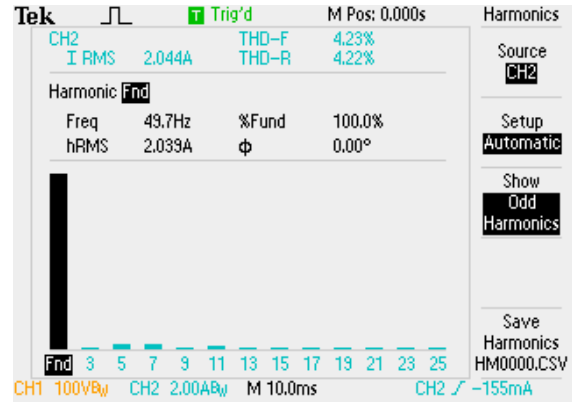 Tek T Trig'd M Pos: 0.000s Harmonics
CH2 THD-F 4.23%
I RMS 2.044A THD-R 4.22%
Source
CH2
Harmonic Fnd
Freq 49.7Hz %Fund 100.0%
hRMS 2.039A ϕ 0.00°
Setup
Automatic
Show
Odd
Harmonics
Save
Harmonics
HM0000.CSV
Fnd 3 5 7 9 11 13 15 17 19 21 23 25
CH1 100VBW CH2 2.00ABW M 10.0ms CH2 / -155mA